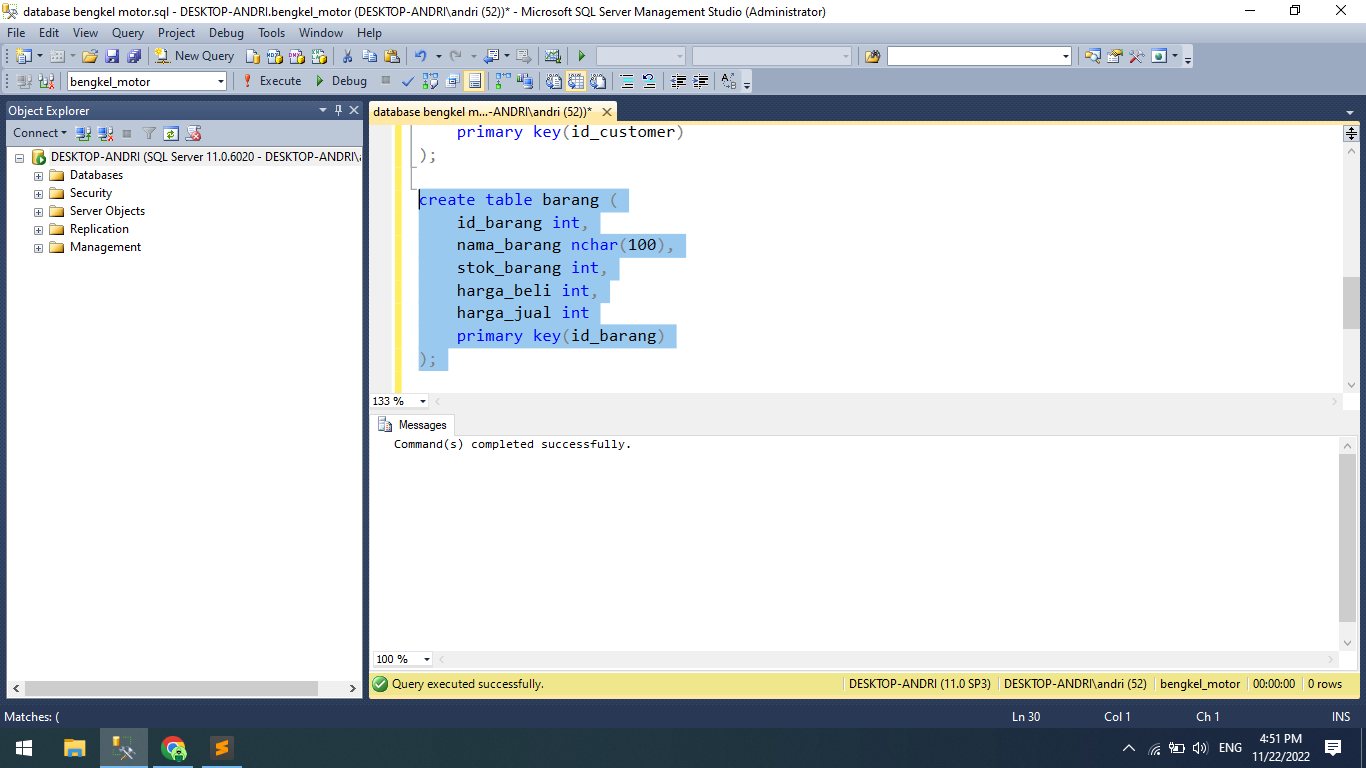 database bengkel motor.sql - DESKTOP-ANDRI.bengkel_motor (DESKTOP-ANDRI\andri (52))* - Microsoft SQL Server Management Studio (Administrator)
File Edit View Query Project Debug Tools Window Help
New Query
bengkel_motor Execute Debug
Object Explorer
Connect
DESKTOP-ANDRI (SQL Server 11.0.6020 - DESKTOP-ANDRI\
Databases
Security
Server Objects
Replication
Management
database bengkel m...-ANDRI\andri (52))*
primary key(id_customer)
);
create table barang (
id_barang int,
nama_barang nchar(100),
stok_barang int,
harga_beli int,
harga_jual int
primary key(id_barang)
);
133 %
Messages
Command(s) completed successfully.
100 %
Query executed successfully. DESKTOP-ANDRI (11.0 SP3) DESKTOP-ANDRI\andri (52) bengkel_motor 00:00:00 0 rows
Matches: ( Ln 30 Col 1 Ch 1 INS
ENG
4:51 PM
11/22/2022